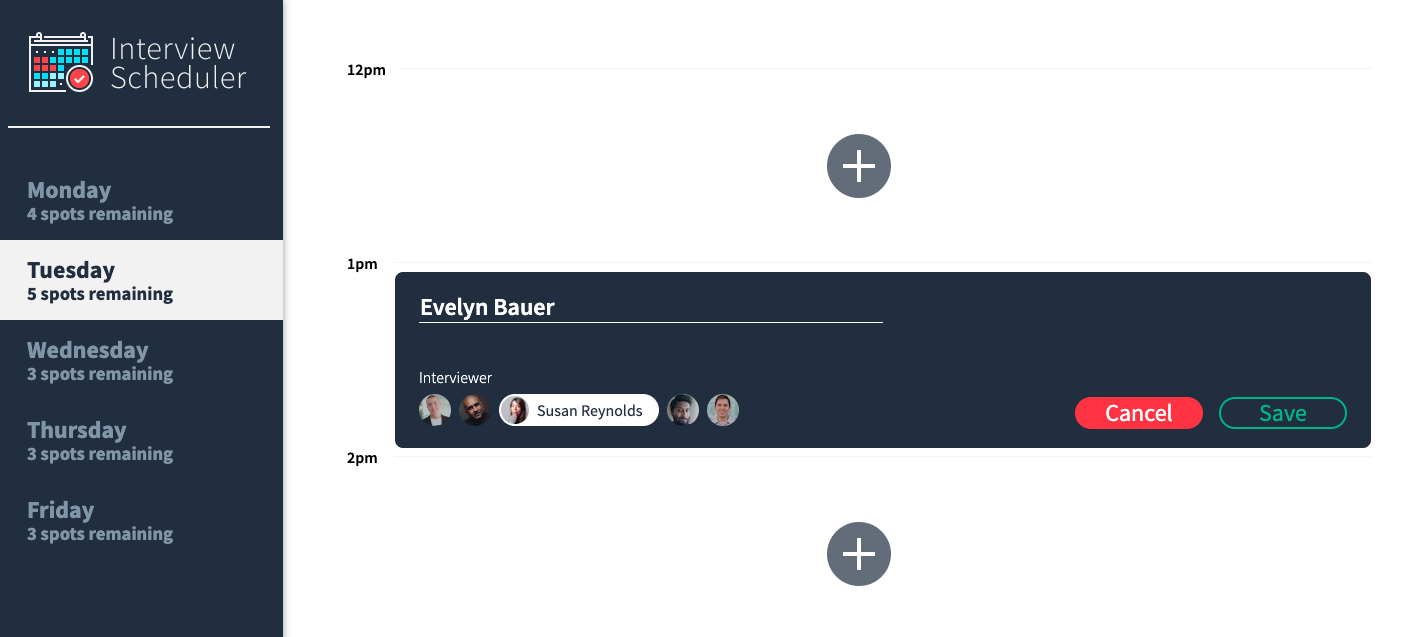 Interview
Scheduler
Monday
4 spots remaining
Tuesday
5 spots remaining
Wednesday
3 spots remaining
Thursday
3 spots remaining
Friday
3 spots remaining
12pm
1pm
Evelyn Bauer
Interviewer
Susan Reynolds
Cancel
Save
2pm